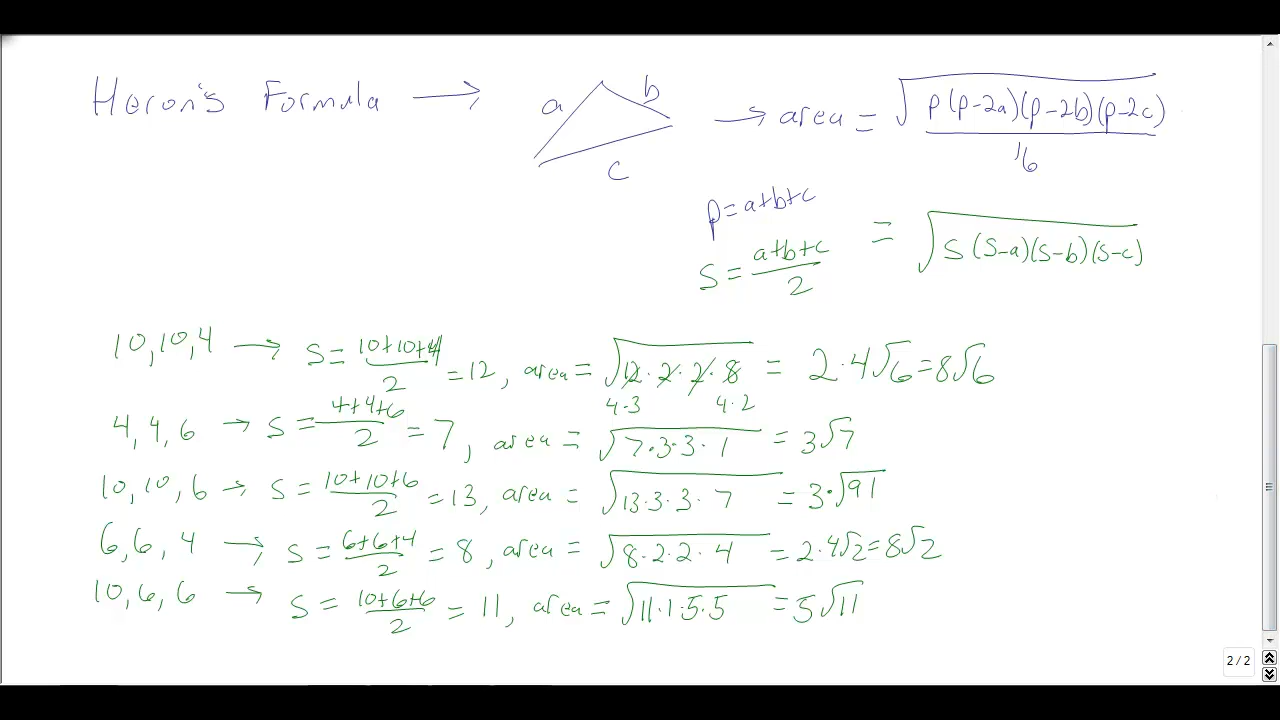 Heron's Formula → a b c → area = √(p(p-2a)(p-2b)(p-2c)/16)
p = a+b+c
s = (a+b+c)/2 = √(s(s-a)(s-b)(s-c))
10, 10, 4 → s = (10+10+4)/2 = 12, area = √(12·2·2·8) = 2·4√6 = 8√6
4·3 4·2
4, 4, 6 → s = (4+4+6)/2 = 7, area = √(7·3·3·1) = 3√7
10, 10, 6 → s = (10+10+6)/2 = 13, area = √(13·3·3·7) = 3·√91
6, 6, 4 → s = (6+6+4)/2 = 8, area = √(8·2·2·4) = 2·4√2 = 8√2
10, 6, 6 → s = (10+6+6)/2 = 11, area = √(11·1·5·5) = 5√11
2 / 2